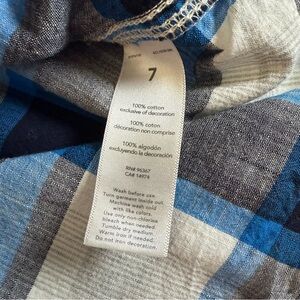 7
100% cotton
exclusive of decoration
100% coton
décoration non comprise
100% algodón
excluyendo la decoración
RN# 96367
CA# 14976
Wash before use.
Turn garment inside out.
Machine wash cold
with like colors.
Use only non-chlorine
bleach when needed.
Tumble dry medium.
Warm iron if needed.
Do not iron decoration